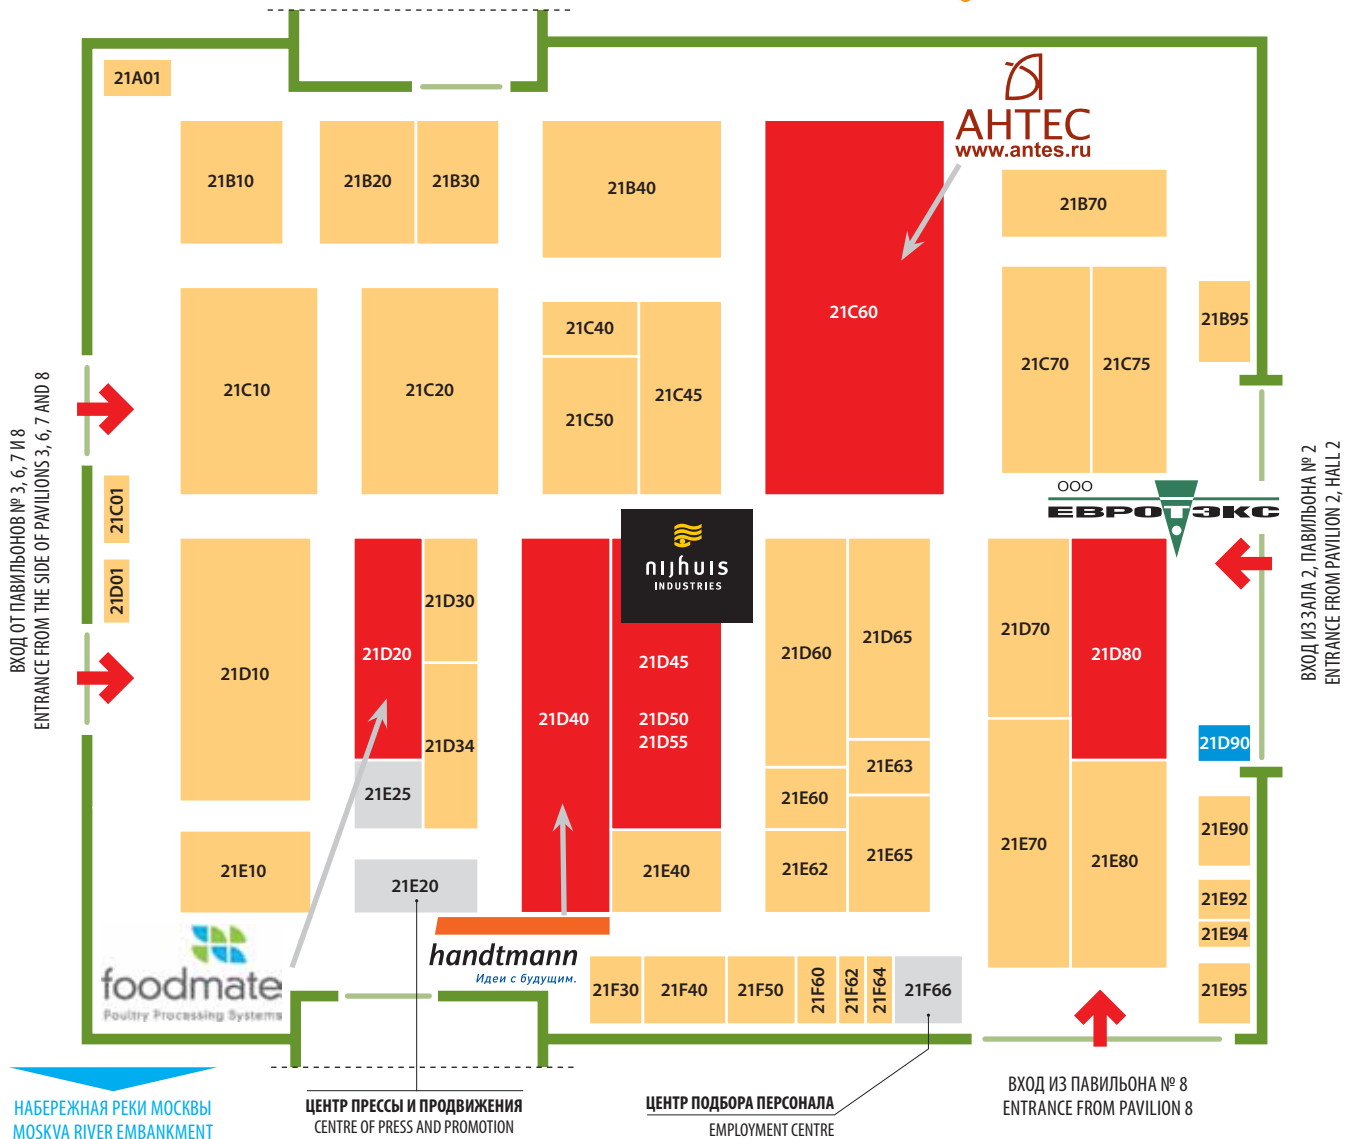 21A01
АНТЕС
www.antes.ru
21B10
21B20
21B30
21B40
21B70
21C60
21B95
21C40
21C10
21C20
21C45
21C50
21C70
21C75
ВХОД ОТ ПАВИЛЬОНОВ № 3, 6, 7 И 8
ENTRANCE FROM THE SIDE OF PAVILIONS 3, 6, 7 AND 8
21C01
21D01
ООО
ЕВРОТЭКС
ВХОД ИЗ ЗАЛА 2, ПАВИЛЬОНА № 2
ENTRANCE FROM PAVILION 2, HALL 2
nijhuis
INDUSTRIES
21D30
21D10
21D20
21D45
21D60
21D65
21D70
21D80
21D40
21D50
21D55
21D34
21D90
21E25
21E63
21E60
21E10
21E20
21E40
21E62
21E65
21E70
21E80
21E90
21E92
21E94
21E95
foodmate
Poultry Processing Systems
handtmann
Идеи с будущим.
21F30
21F40
21F50
21F60
21F62
21F64
21F66
НАБЕРЕЖНАЯ РЕКИ МОСКВЫ
MOSKVA RIVER EMBANKMENT
ЦЕНТР ПРЕССЫ И ПРОДВИЖЕНИЯ
CENTRE OF PRESS AND PROMOTION
ЦЕНТР ПОДБОРА ПЕРСОНАЛА
EMPLOYMENT CENTRE
ВХОД ИЗ ПАВИЛЬОНА № 8
ENTRANCE FROM PAVILION 8